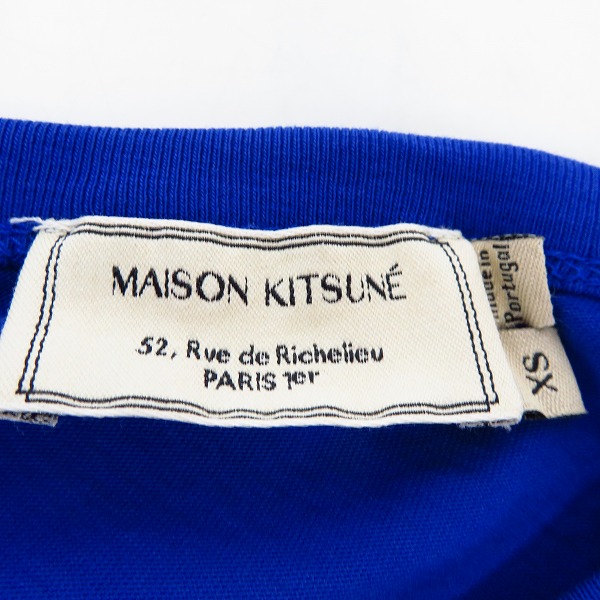 MAISON KITSUNÉ
52, Rue de Richelieu
PARIS 1er
made in
Portugal
XS